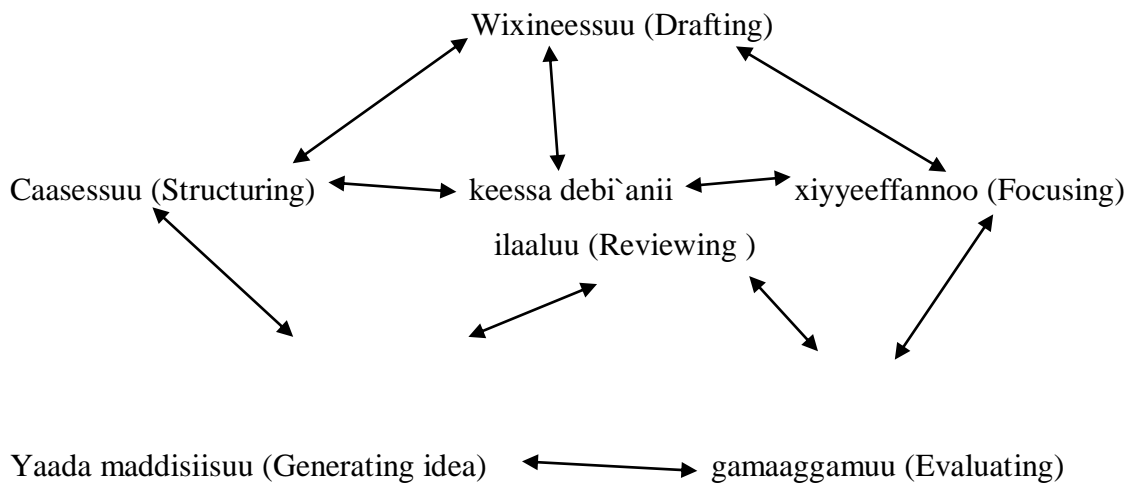 Wixineessuu (Drafting)
Caasessuu (Structuring) keessa debi`anii xiyyeeffannoo (Focusing)
ilaaluu (Reviewing )
Yaada maddisiisuu (Generating idea) gamaaggamuu (Evaluating)